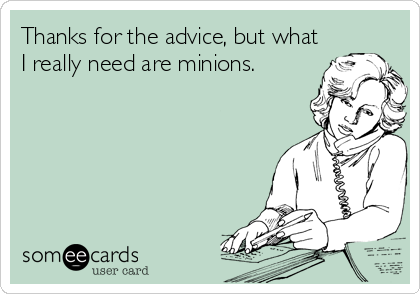 Thanks for the advice, but what
I really need are minions.
someecards
user card